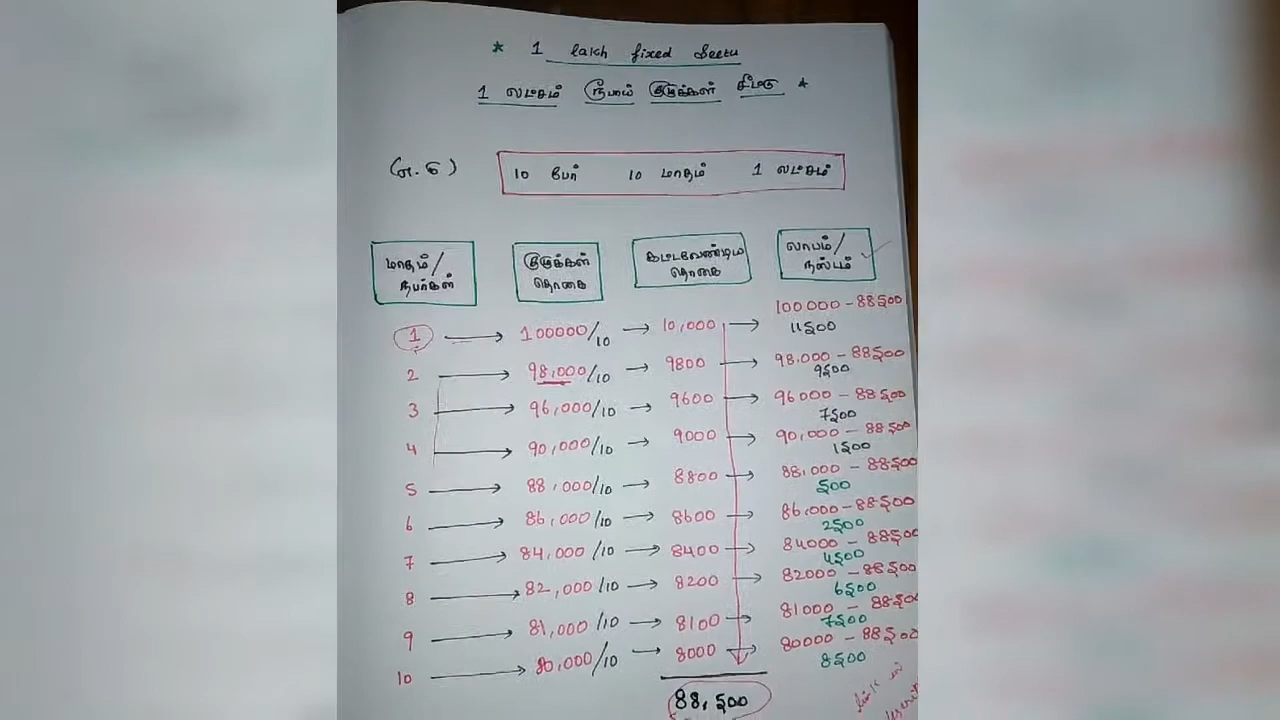 * 1 lakh fixed Seetu
1 லட்சம் ரூபாய் குலுக்கள் சீட்டு *
(எ.டு) 10 பேர் 10 மாதம் 1 லட்சம்
மாதம் / நபர்கள்
குலுக்கள் தொகை
கட்டவேண்டிய தொகை
லாபம் / நஸ்டம்
1 → 100000/10 → 10,000 → 100000 - 88500
11500
2 → 98,000/10 → 9800 → 98.000 - 88500
9500
3 → 96,000/10 → 9600 → 96000 - 88500
7500
4 → 90,000/10 → 9000 → 90,000 - 88500
1500
5 → 88,000/10 → 8800 → 88,000 - 88500
500
6 → 86,000/10 → 8600 → 86,000 - 88500
2500
7 → 84,000/10 → 8400 → 84000 - 88500
4500
8 → 82,000/10 → 8200 → 82000 - 88500
6500
9 → 81,000/10 → 8100 → 81000 - 88500
7500
10 → 80,000/10 → 8000 → 80000 - 88500
8500
88,500
link in